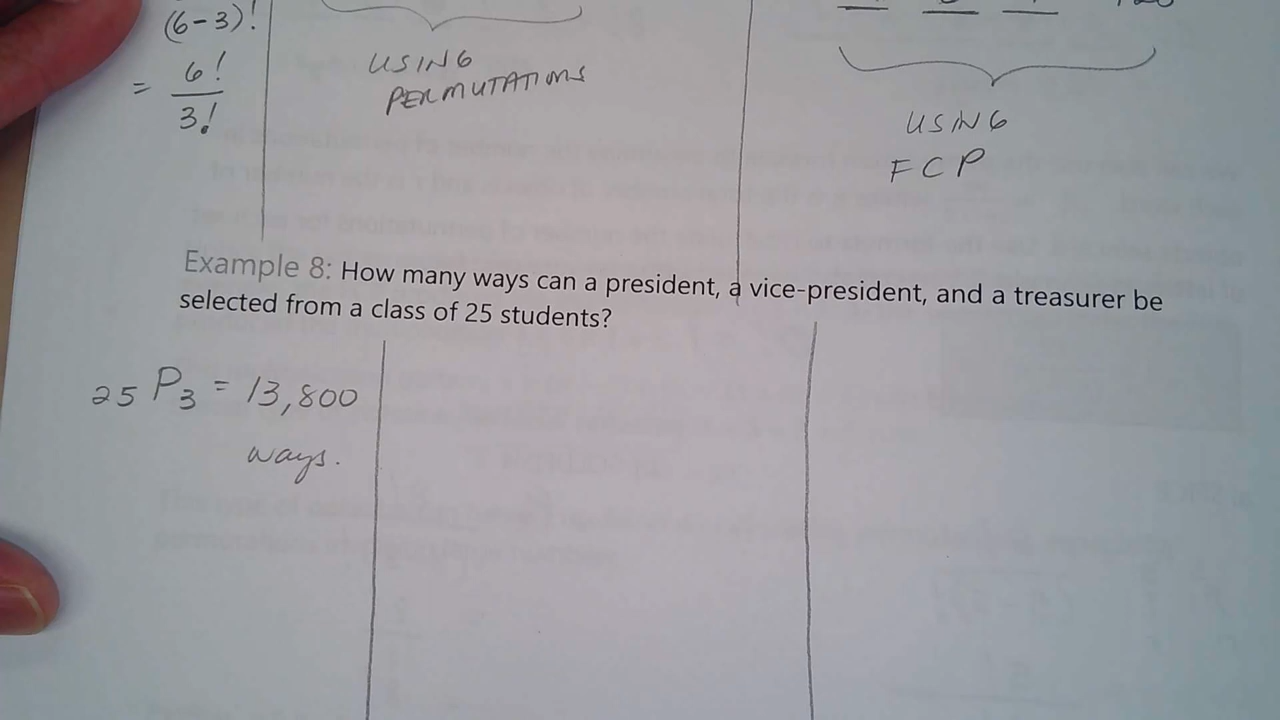 (6-3)!
= 6!
3!
USING
PERMUTATIONS
USING
FCP
Example 8: How many ways can a president, a vice-president, and a treasurer be
selected from a class of 25 students?
25 P3 = 13,800
ways.